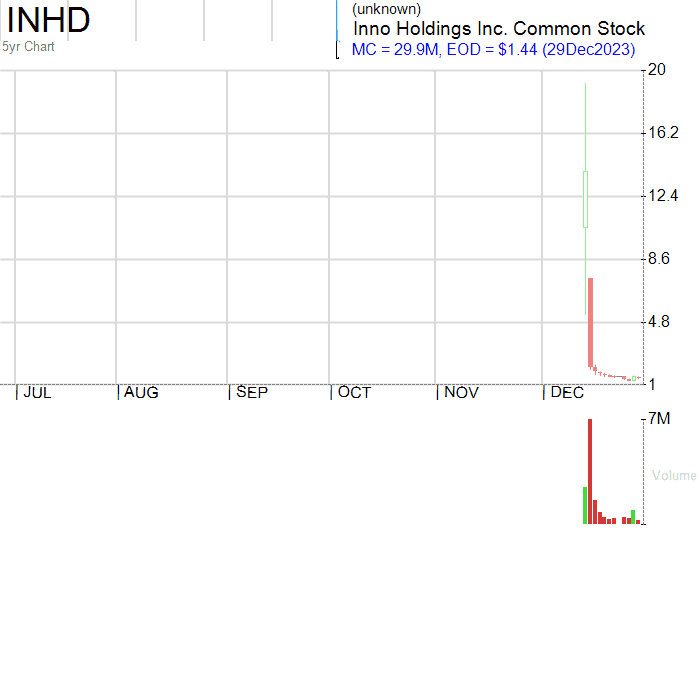 INHD
5yr Chart
(unknown)
Inno Holdings Inc. Common Stock
MC = 29.9M, EOD = $1.44 (29Dec2023)
20
16.2
12.4
8.6
4.8
1
JUL AUG SEP OCT NOV DEC
7M
Volume